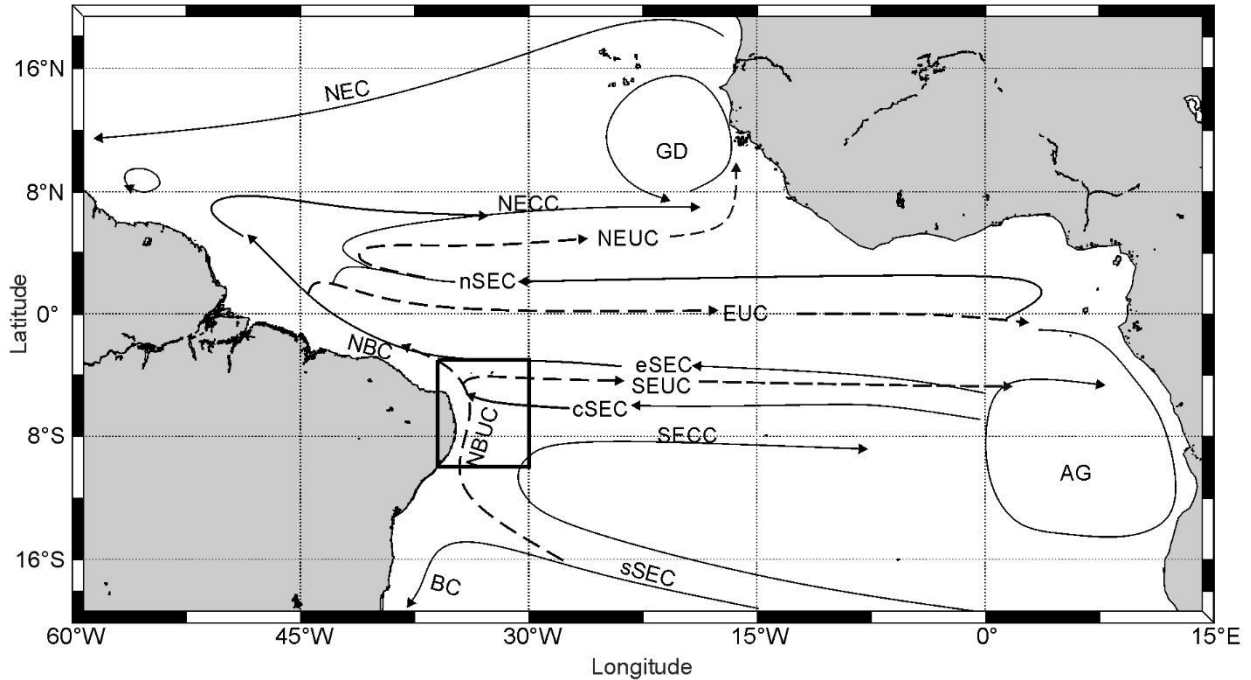 16°N
NEC
GD
8°N
NECC
NEUC
nSEC
0°
EUC
NBC
eSEC
SEUC
cSEC
NBUC
8°S
SECC
AG
16°S
BC
sSEC
Latitude
60°W
45°W
30°W
15°W
0°
15°E
Longitude